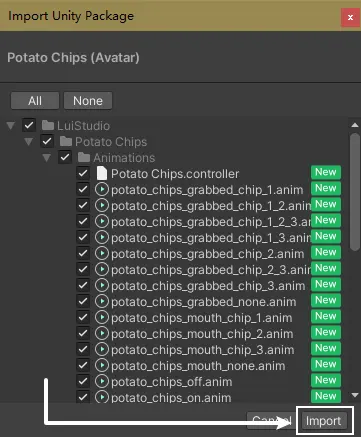 Import Unity Package
x
Potato Chips (Avatar)
All
None
LuiStudio
Potato Chips
Animations
Potato Chips.controller New
potato_chips_grabbed_chip_1.anim New
potato_chips_grabbed_chip_1_2.anim New
potato_chips_grabbed_chip_1_2_3.anim New
potato_chips_grabbed_chip_1_3.anim New
potato_chips_grabbed_chip_2.anim New
potato_chips_grabbed_chip_2_3.anim New
potato_chips_grabbed_chip_3.anim New
potato_chips_grabbed_none.anim New
potato_chips_mouth_chip_1.anim New
potato_chips_mouth_chip_2.anim New
potato_chips_mouth_chip_3.anim New
potato_chips_mouth_none.anim New
potato_chips_off.anim New
potato_chips_on.anim New
Cancel
Import